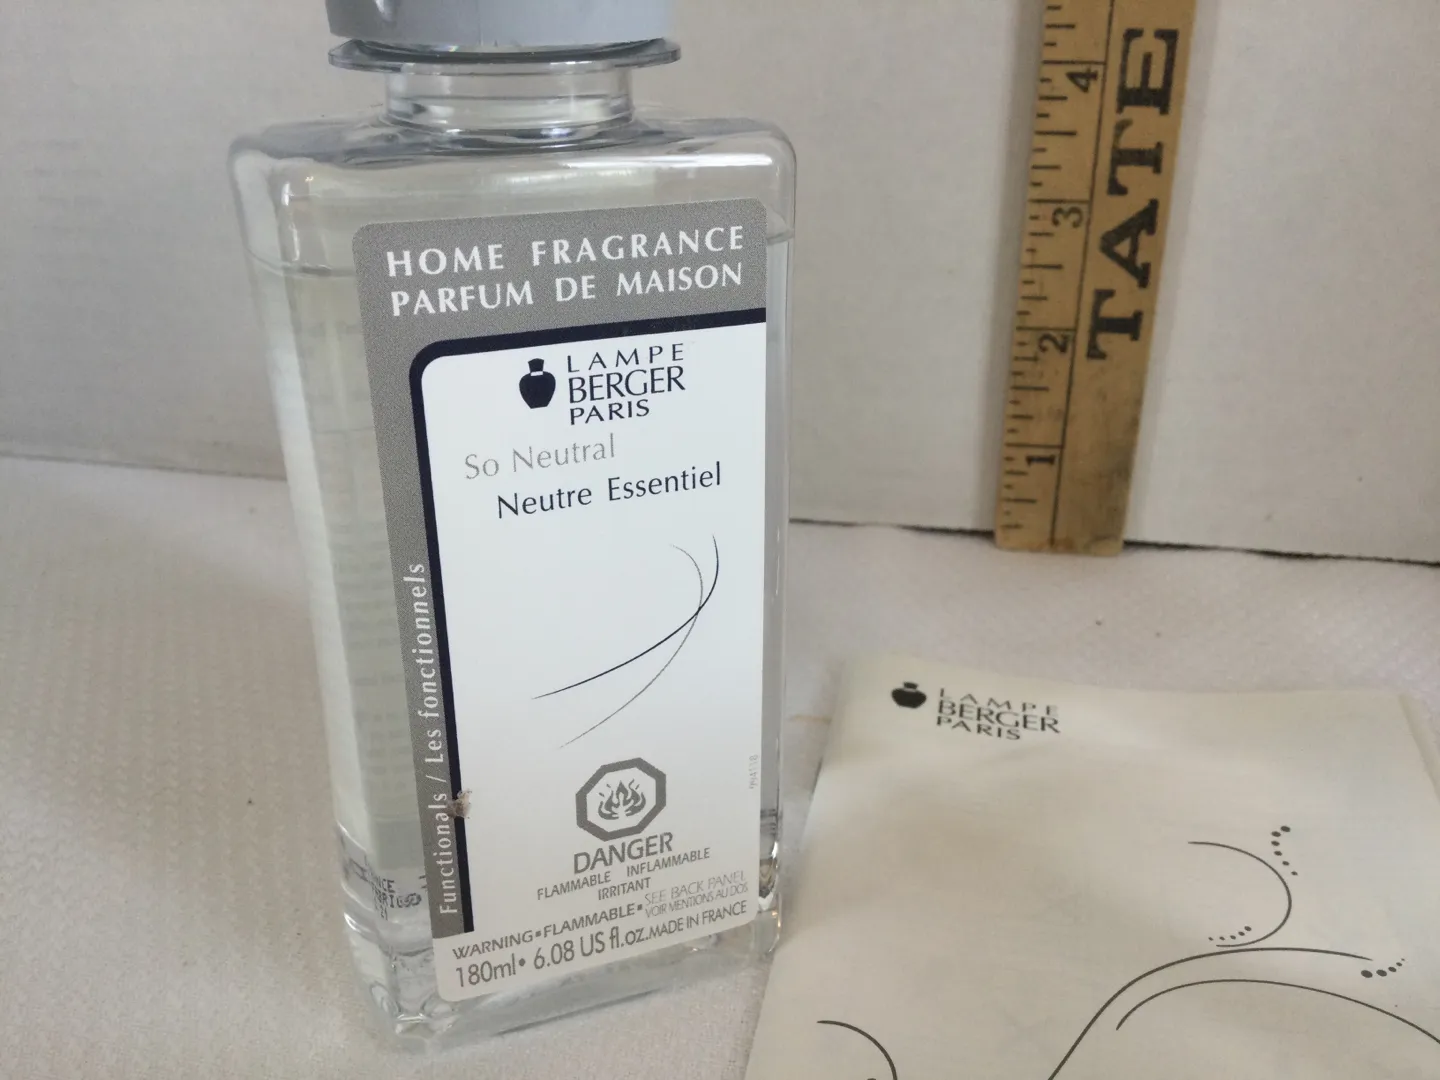 HOME FRAGRANCE
PARFUM DE MAISON
LAMPE
BERGER
PARIS
So Neutral
Neutre Essentiel
Functionals / Les fonctionnels
DANGER
FLAMMABLE INFLAMMABLE
IRRITANT
WARNING▪FLAMMABLE▪
SEE BACK PANEL
VOIR MENTIONS AU DOS
180ml• 6.08 US fl.oz.MADE IN FRANCE
4
3
2
1
TATE
LAMPE
BERGER
PARIS